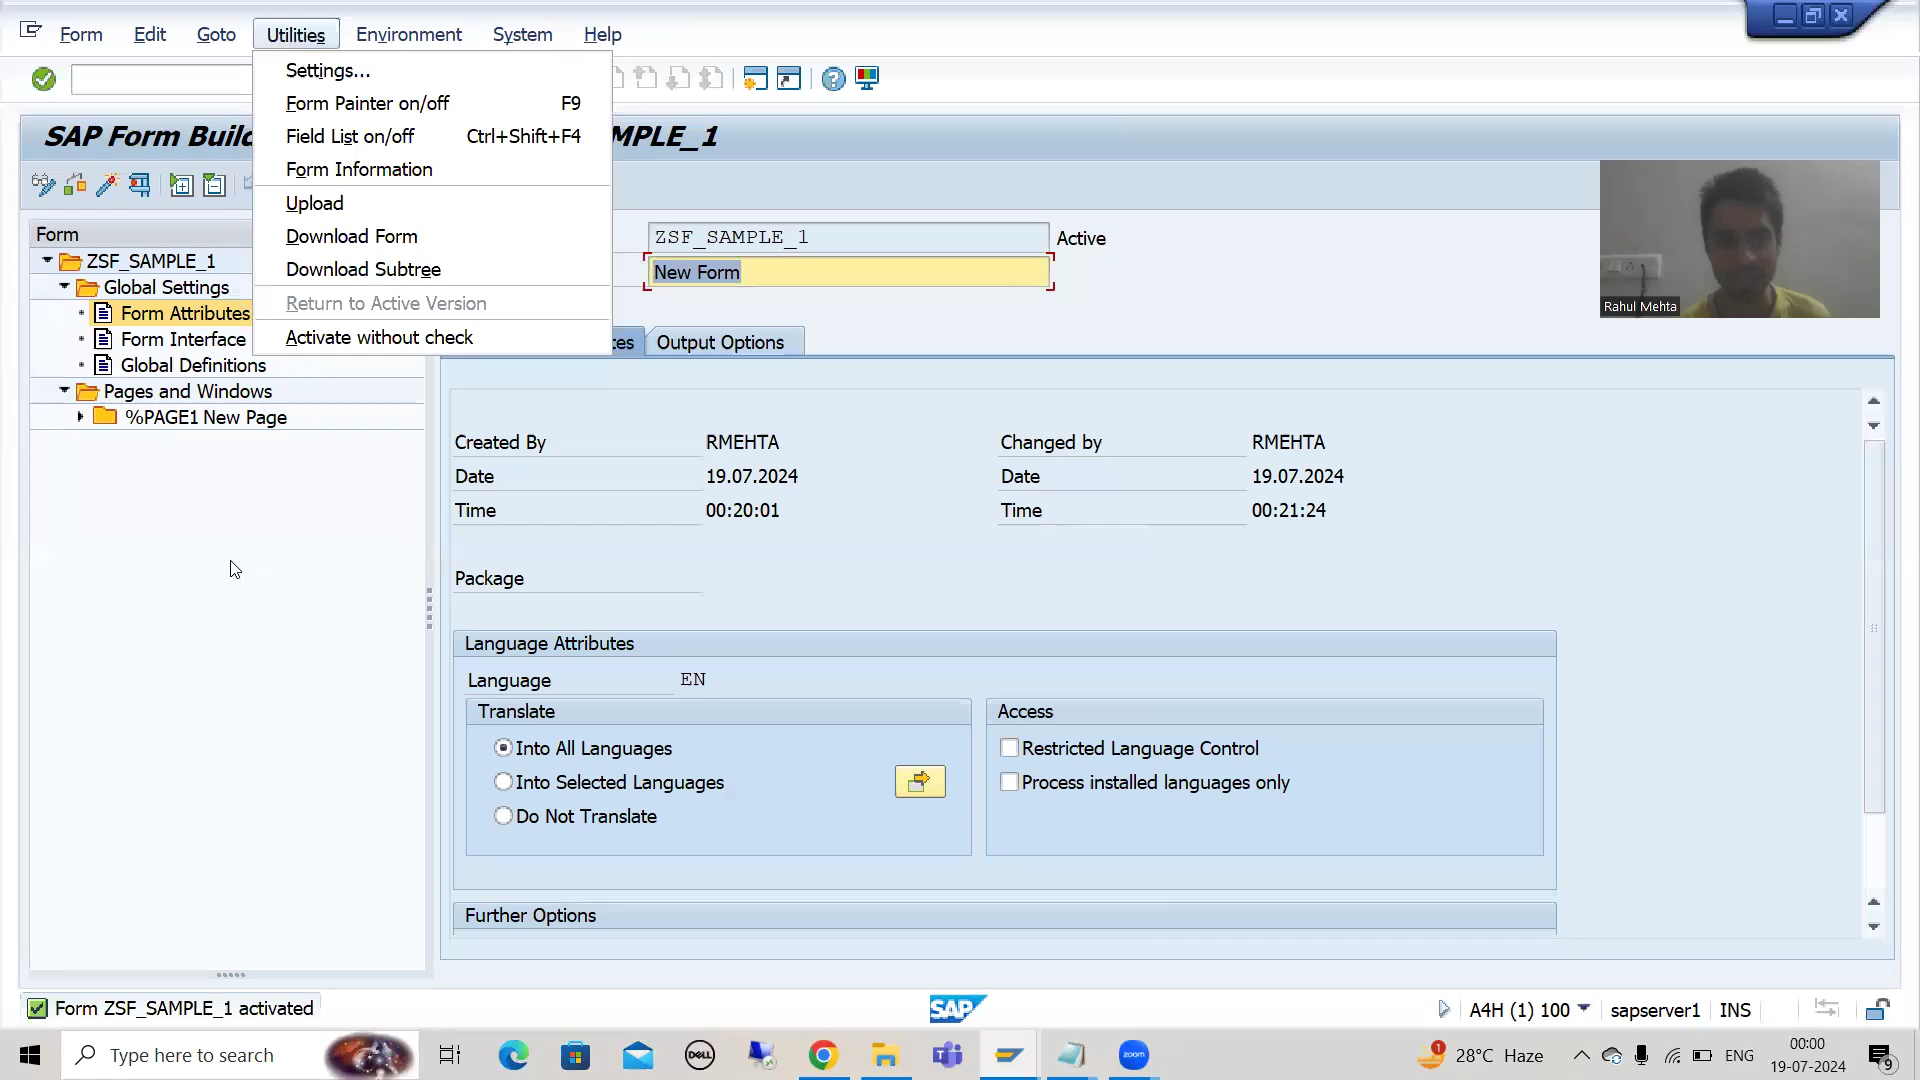 Form Edit Goto Utilities Environment System Help
Settings...
Form Painter on/off F9
Field List on/off Ctrl+Shift+F4
Form Information
Upload
Download Form
Download Subtree
Return to Active Version
Activate without check
SAP Form Buil MPLE_1
Form
ZSF_SAMPLE_1
Global Settings
Form Attributes
Form Interface
Global Definitions
Pages and Windows
%PAGE1 New Page
ZSF_SAMPLE_1 Active
New Form
Output Options
Rahul Mehta
Created By RMEHTA Changed by RMEHTA
Date 19.07.2024 Date 19.07.2024
Time 00:20:01 Time 00:21:24
Package
Language Attributes
Language EN
Translate Access
Into All Languages Restricted Language Control
Into Selected Languages Process installed languages only
Do Not Translate
Further Options
Form ZSF_SAMPLE_1 activated SAP A4H (1) 100 sapserver1 INS
Type here to search DELL zoom 1 28°C Haze ENG 00:00
19-07-2024 9